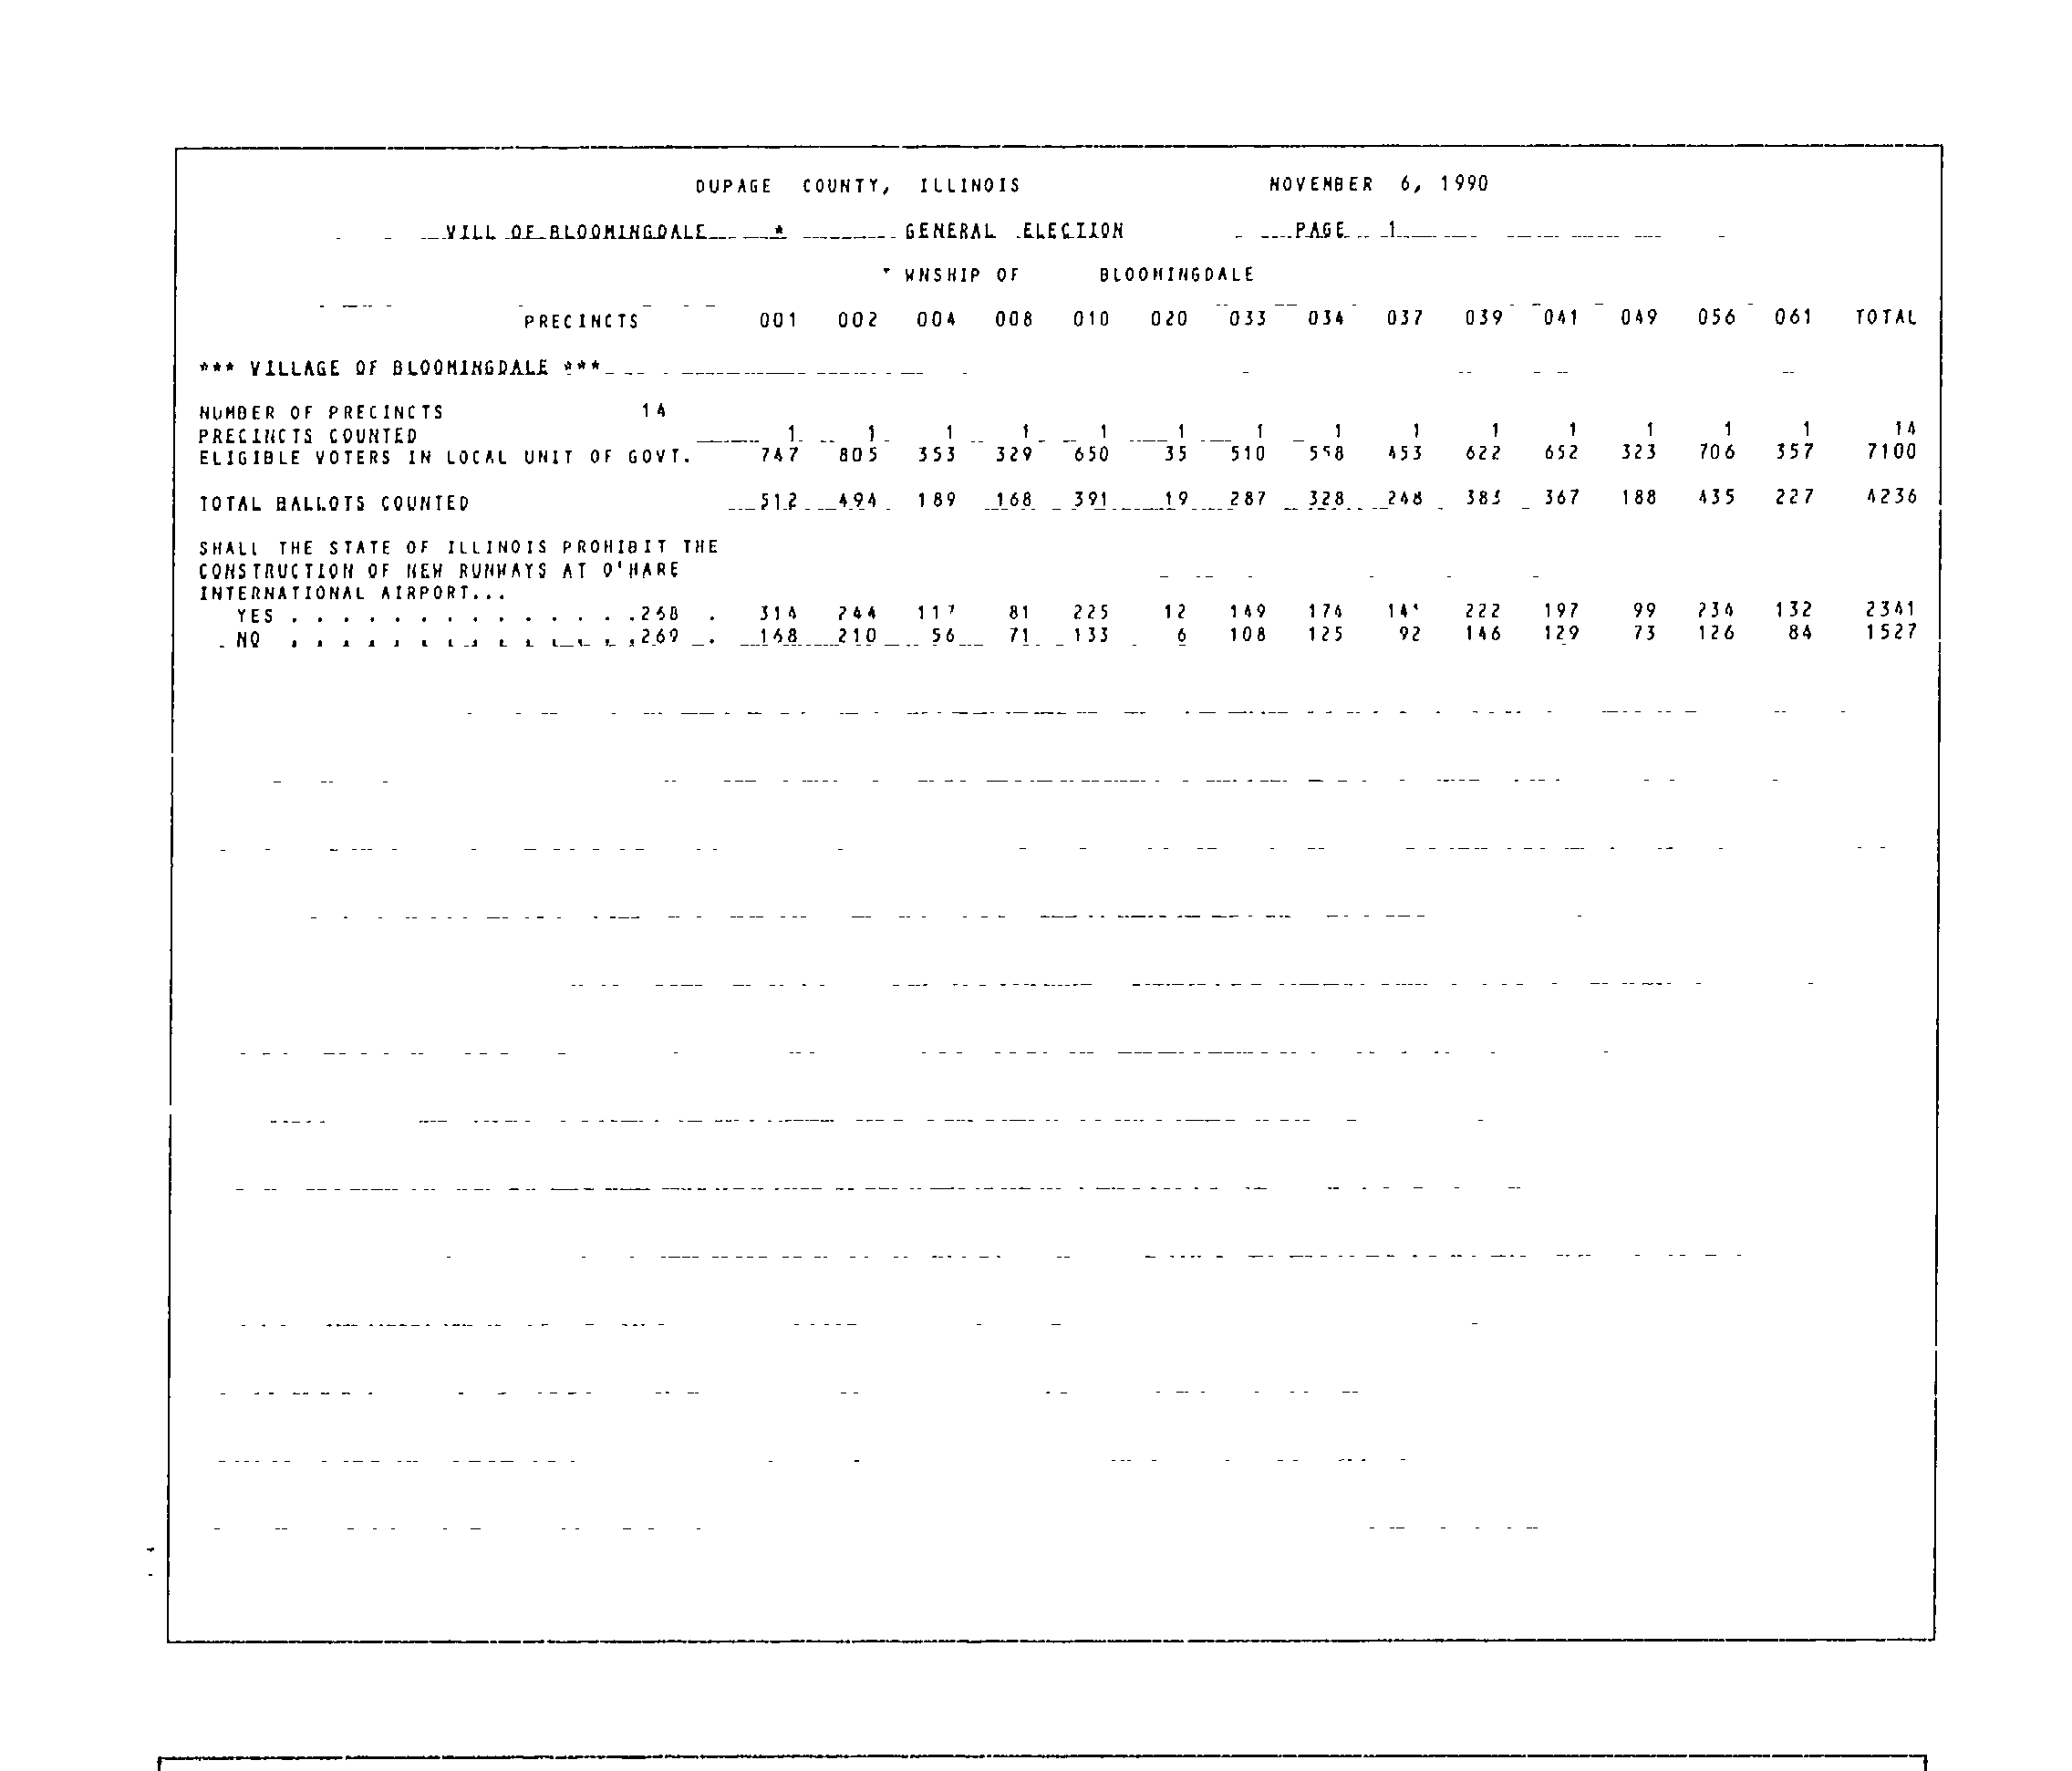 DUPAGE COUNTY, ILLINOIS NOVEMBER 6, 1990
VILL OF BLOOMINGDALE * GENERAL ELECTION PAGE 1
WNSHIP OF BLOOMINGDALE
PRECINCTS 001 002 004 008 010 020 033 034 037 039 041 049 056 061 TOTAL
*** VILLAGE OF BLOOMINGDALE ***
NUMBER OF PRECINCTS 14
PRECINCTS COUNTED 1 1 1 1 1 1 1 1 1 1 1 1 1 1 14
ELIGIBLE VOTERS IN LOCAL UNIT OF GOVT. 747 805 353 329 650 35 510 558 453 622 652 323 706 357 7100
TOTAL BALLOTS COUNTED 512 494 189 168 391 19 287 328 248 383 367 188 435 227 4236
SHALL THE STATE OF ILLINOIS PROHIBIT THE
CONSTRUCTION OF NEW RUNWAYS AT O'HARE
INTERNATIONAL AIRPORT...
YES . . . . . . . . . . . . . .268 . 314 244 117 81 225 12 149 174 141 222 197 99 234 132 2341
NO . . . . . . . . . . . . . .269 . 168 210 56 71 133 6 108 125 92 146 129 73 126 84 1527